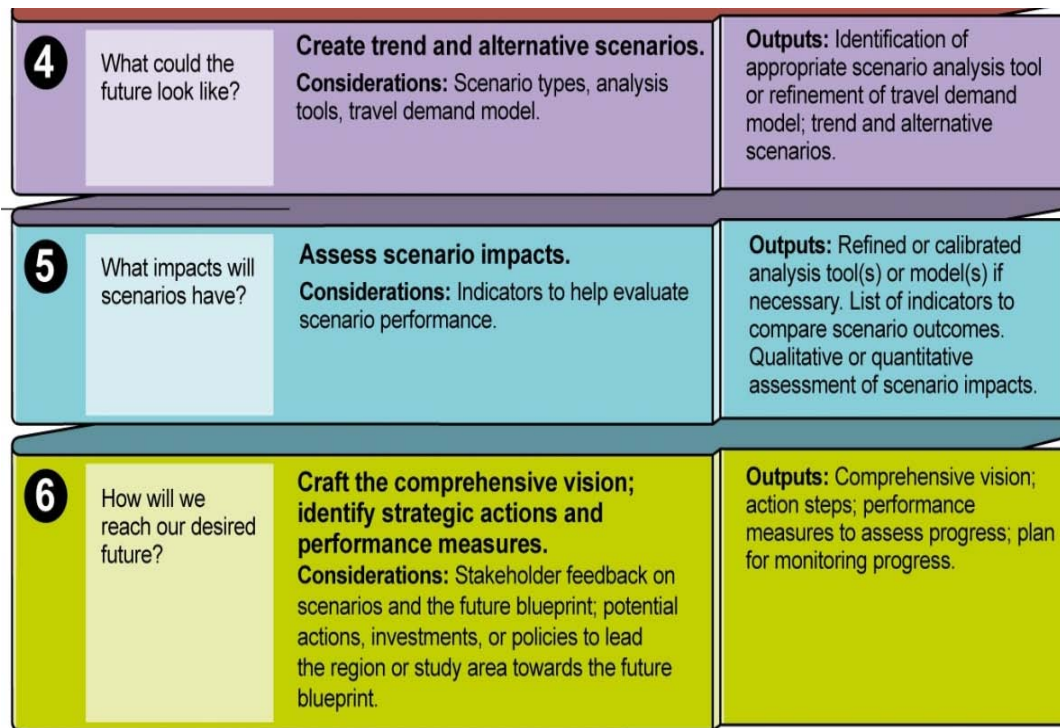 4
What could the
future look like?
Create trend and alternative scenarios.
Considerations: Scenario types, analysis
tools, travel demand model.
Outputs: Identification of
appropriate scenario analysis tool
or refinement of travel demand
model; trend and alternative
scenarios.
5
What impacts will
scenarios have?
Assess scenario impacts.
Considerations: Indicators to help evaluate
scenario performance.
Outputs: Refined or calibrated
analysis tool(s) or model(s) if
necessary. List of indicators to
compare scenario outcomes.
Qualitative or quantitative
assessment of scenario impacts.
6
How will we
reach our desired
future?
Craft the comprehensive vision;
identify strategic actions and
performance measures.
Considerations: Stakeholder feedback on
scenarios and the future blueprint; potential
actions, investments, or policies to lead
the region or study area towards the future
blueprint.
Outputs: Comprehensive vision;
action steps; performance
measures to assess progress; plan
for monitoring progress.